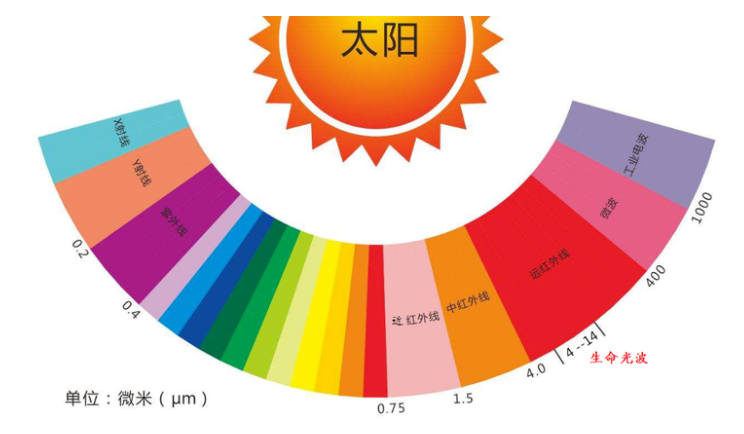 太阳
X射线
Y射线
紫外线
近红外线
中红外线
远红外线
微波
工业电波
0.2
0.4
0.75
1.5
4.0
4 --14
400
1000
生命光波
单位：微米（μm）